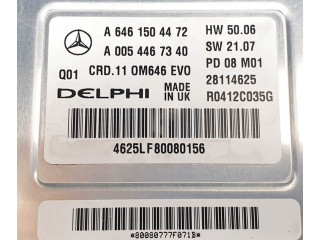 A 646 150 44 72 HW 50.06
A 005 446 73 40 SW 21.07
Q01 CRD.11 OM646 EVO PD 08 M01
DELPHI MADE IN UK 28114625
R0412C035G
4625LF80080156
*80080777F071B*